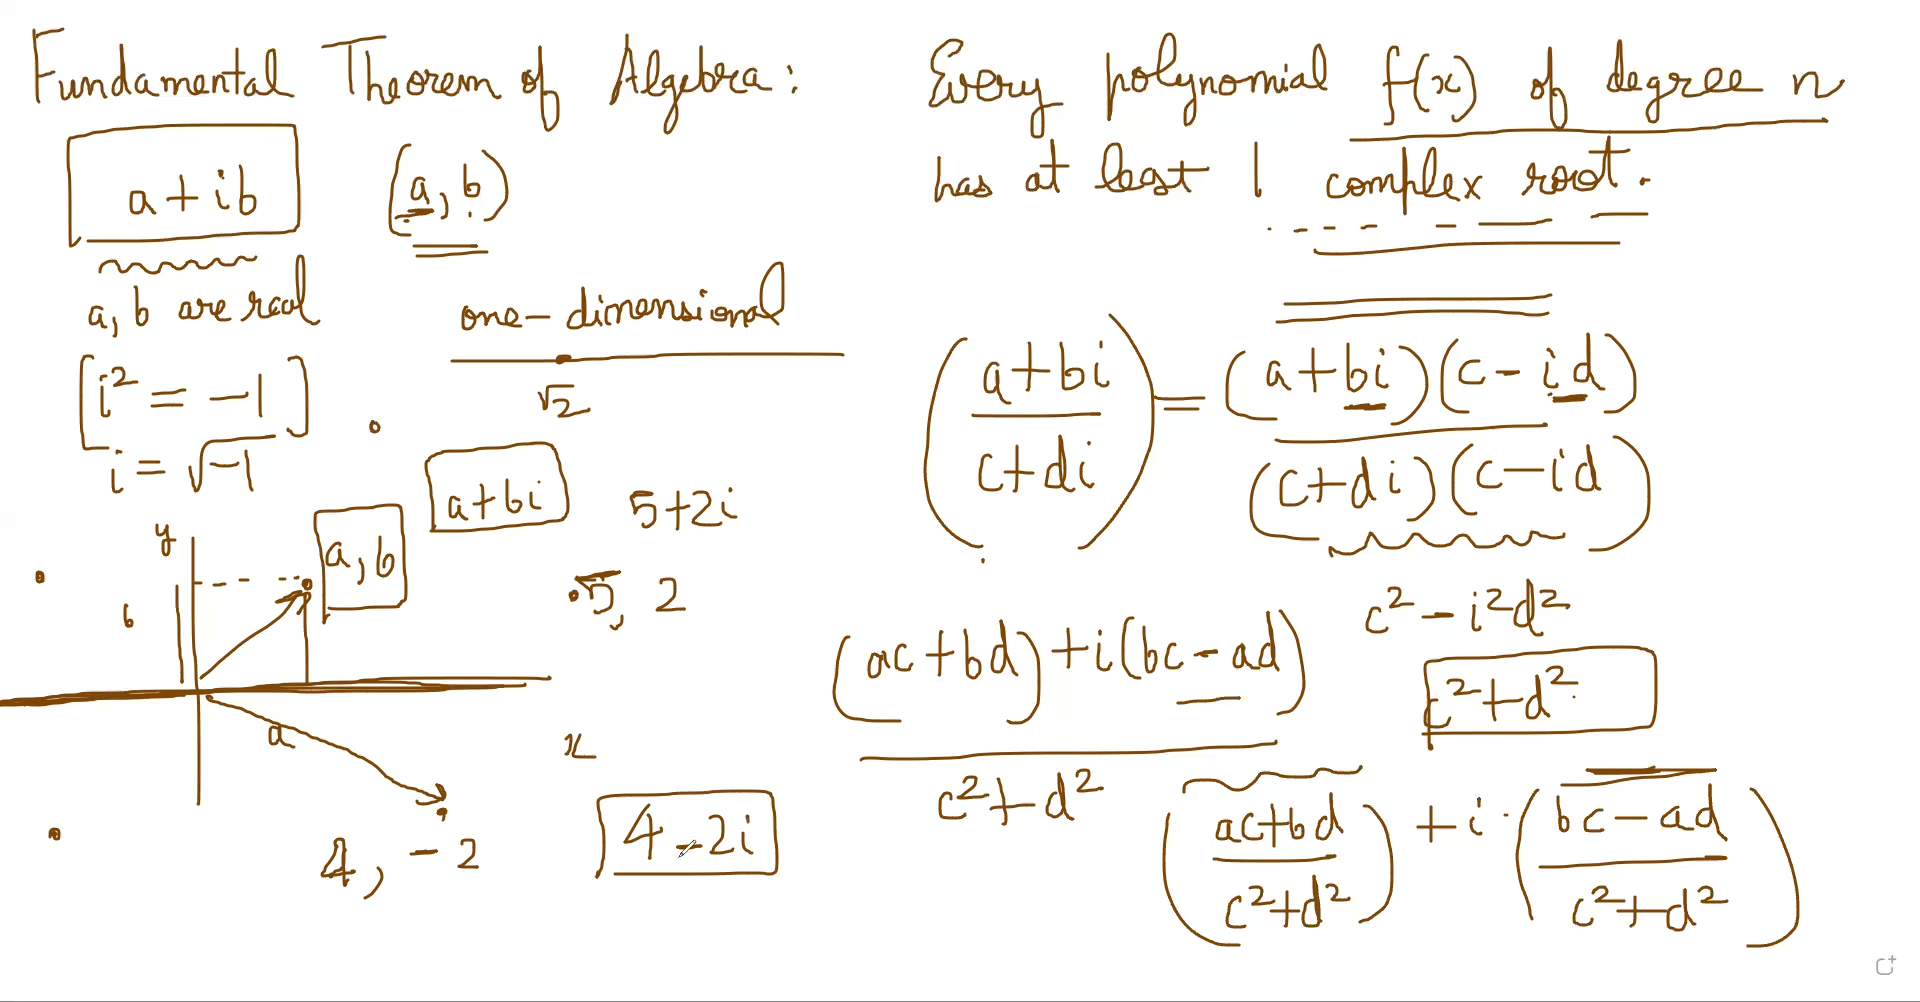 Fundamental Theorem of Algebra : Every polynomial f(x) of degree n
has at least 1 complex root.
a+ib
(a, b)
a, b are real
one-dimensional
√2
[i² = -1]
i = √-1
a+bi
5+2i
y
a, b
5, 2
b
a
x
4, -2
4-2i
(a+bi / c+di) = (a+bi)(c-id) / (c+di)(c-id)
c² - i²d²
c²+d²
(ac+bd)+i(bc-ad)
c²+d²
(ac+bd / c²+d²) + i · (bc-ad / c²+d²)